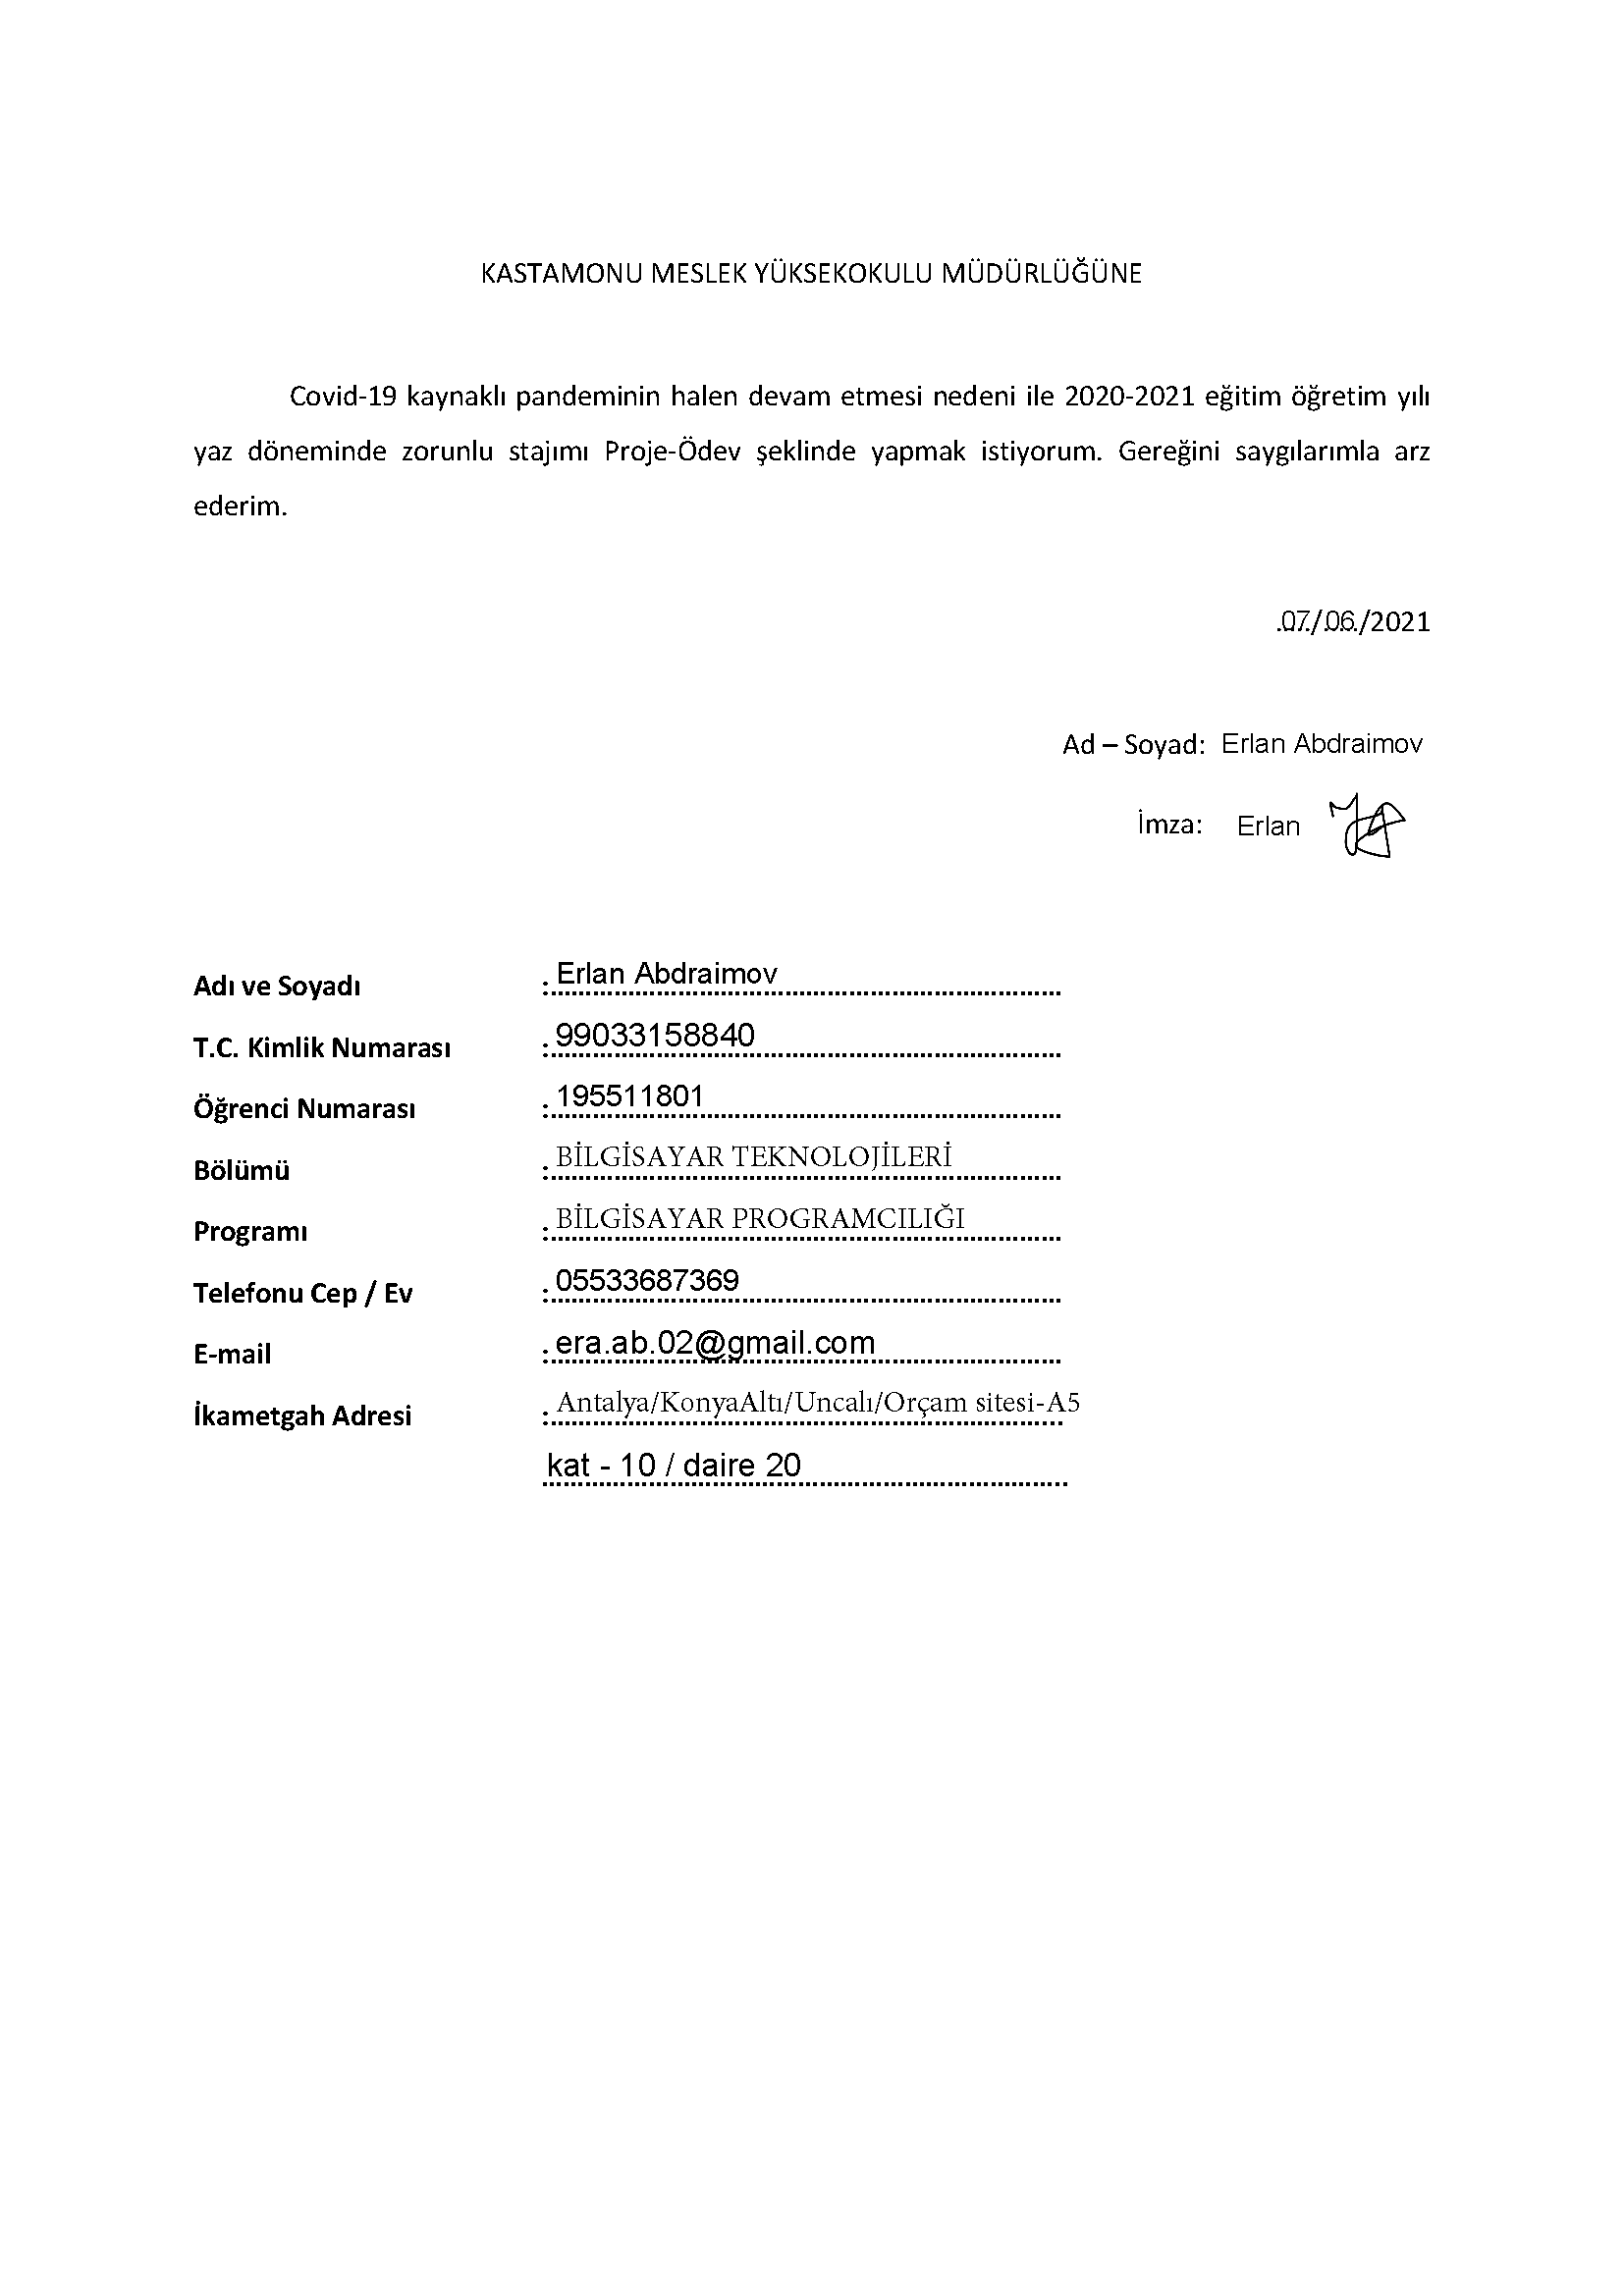 KASTAMONU MESLEK YÜKSEKOKULU MÜDÜRLÜĞÜNE
Covid-19 kaynaklı pandeminin halen devam etmesi nedeni ile 2020-2021 eğitim öğretim yılı
yaz döneminde zorunlu stajımı Proje-Ödev şeklinde yapmak istiyorum. Gereğini saygılarımla arz
ederim.
.07./.06./2021
Ad – Soyad: Erlan Abdraimov
İmza: Erlan
Adı ve Soyadı : Erlan Abdraimov
T.C. Kimlik Numarası : 99033158840
Öğrenci Numarası : 195511801
Bölümü : BİLGİSAYAR TEKNOLOJİLERİ
Programı : BİLGİSAYAR PROGRAMCILIĞI
Telefonu Cep / Ev : 05533687369
E-mail : era.ab.02@gmail.com
İkametgah Adresi : Antalya/KonyaAltı/Uncalı/Orçam sitesi-A5
kat - 10 / daire 20